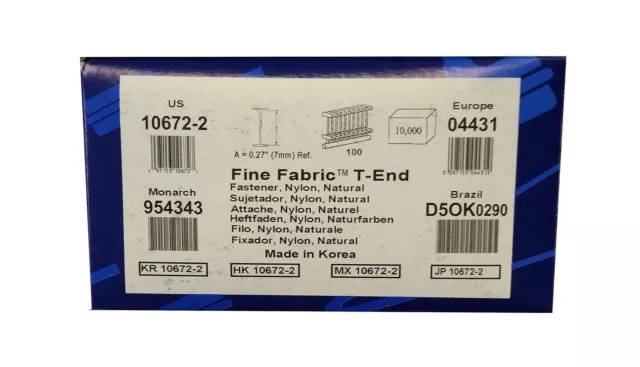 US
10672-2
Monarch
954343
A = 0.27" (7mm) Ref.
100
10,000
Europe
04431
Brazil
D5OK0290
Fine Fabric™ T-End
Fastener, Nylon, Natural
Sujetador, Nylon, Natural
Attache, Nylon, Naturel
Heftfaden, Nylon, Naturfarben
Filo, Nylon, Naturale
Fixador, Nylon, Natural
Made in Korea
KR 10672-2
HK 10672-2
MX 10672-2
JP 10672-2